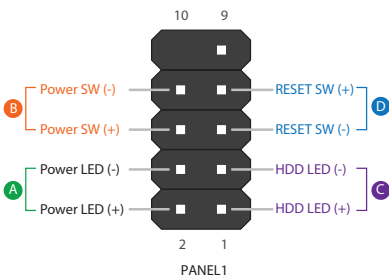 10 9
B Power SW (-) RESET SW (+) D
Power SW (+) RESET SW (-)
A Power LED (-) HDD LED (-) C
Power LED (+) HDD LED (+)
2 1
PANEL1